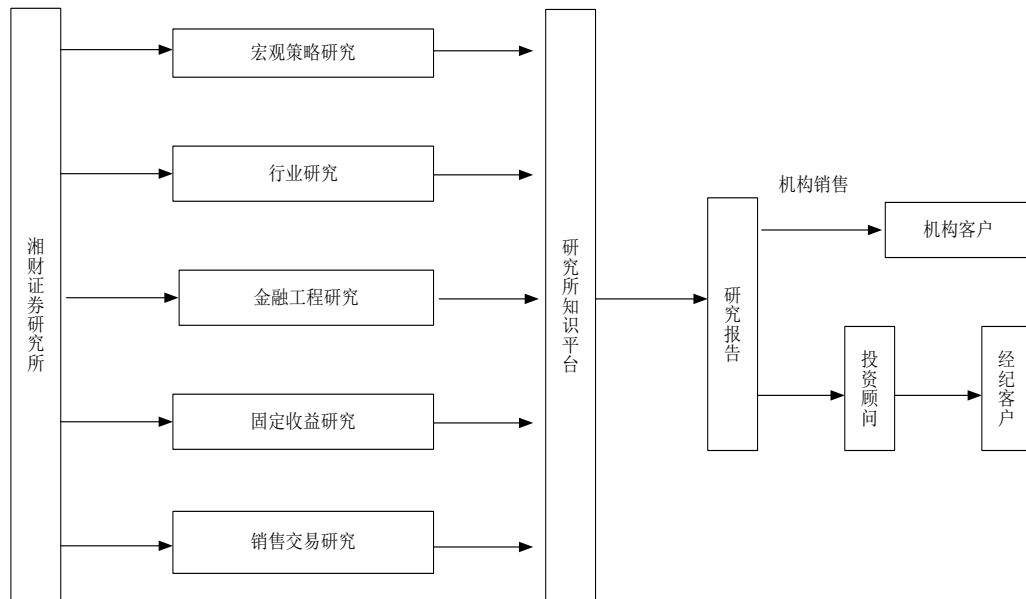 湘财证券研究所
宏观策略研究
行业研究
金融工程研究
固定收益研究
销售交易研究
研究所知识平台
研究报告
机构销售
机构客户
投资顾问
经纪客户